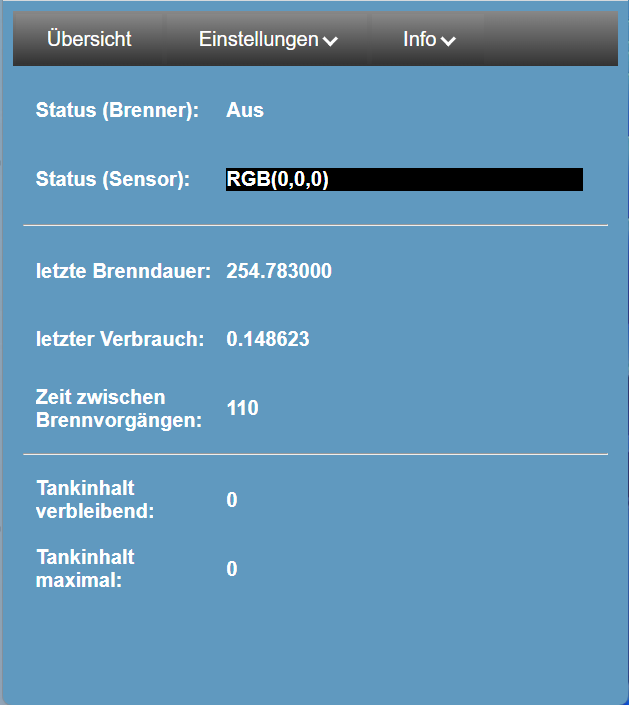 Übersicht Einstellungen Info
Status (Brenner): Aus
Status (Sensor): RGB(0,0,0)
letzte Brenndauer: 254.783000
letzter Verbrauch: 0.148623
Zeit zwischen
Brennvorgängen: 110
Tankinhalt
verbleibend: 0
Tankinhalt
maximal: 0